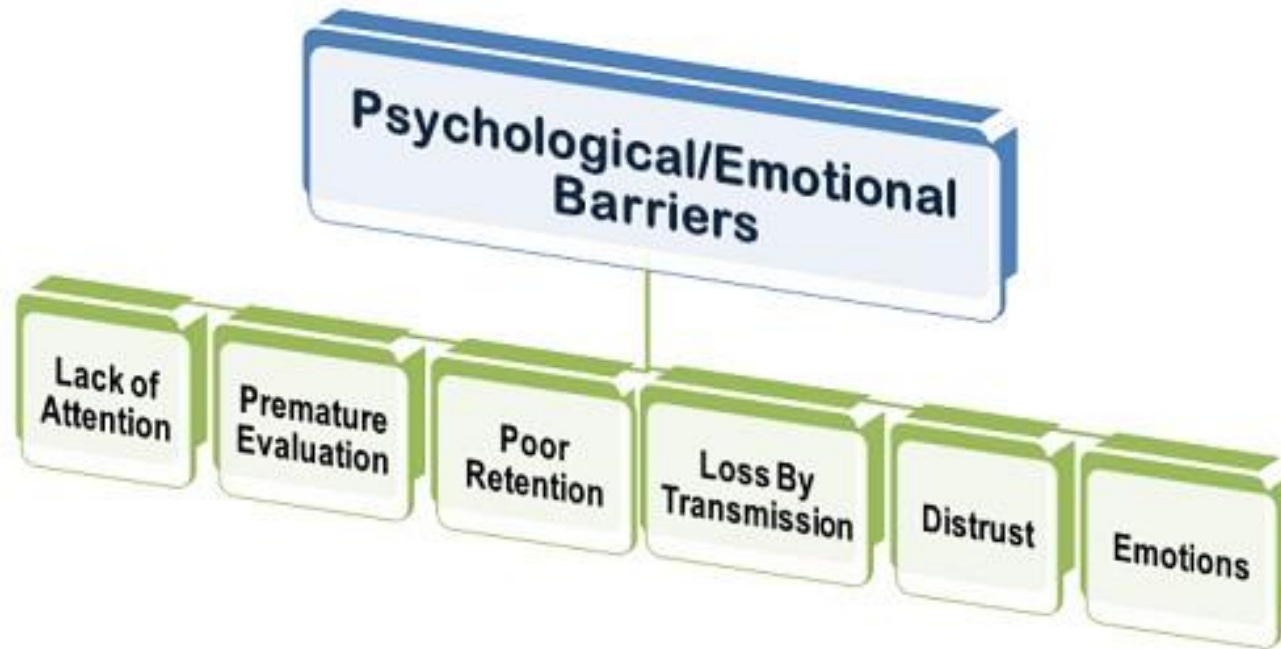 Psychological/Emotional
Barriers
Lack of
Attention
Premature
Evaluation
Poor
Retention
Loss By
Transmission
Distrust
Emotions